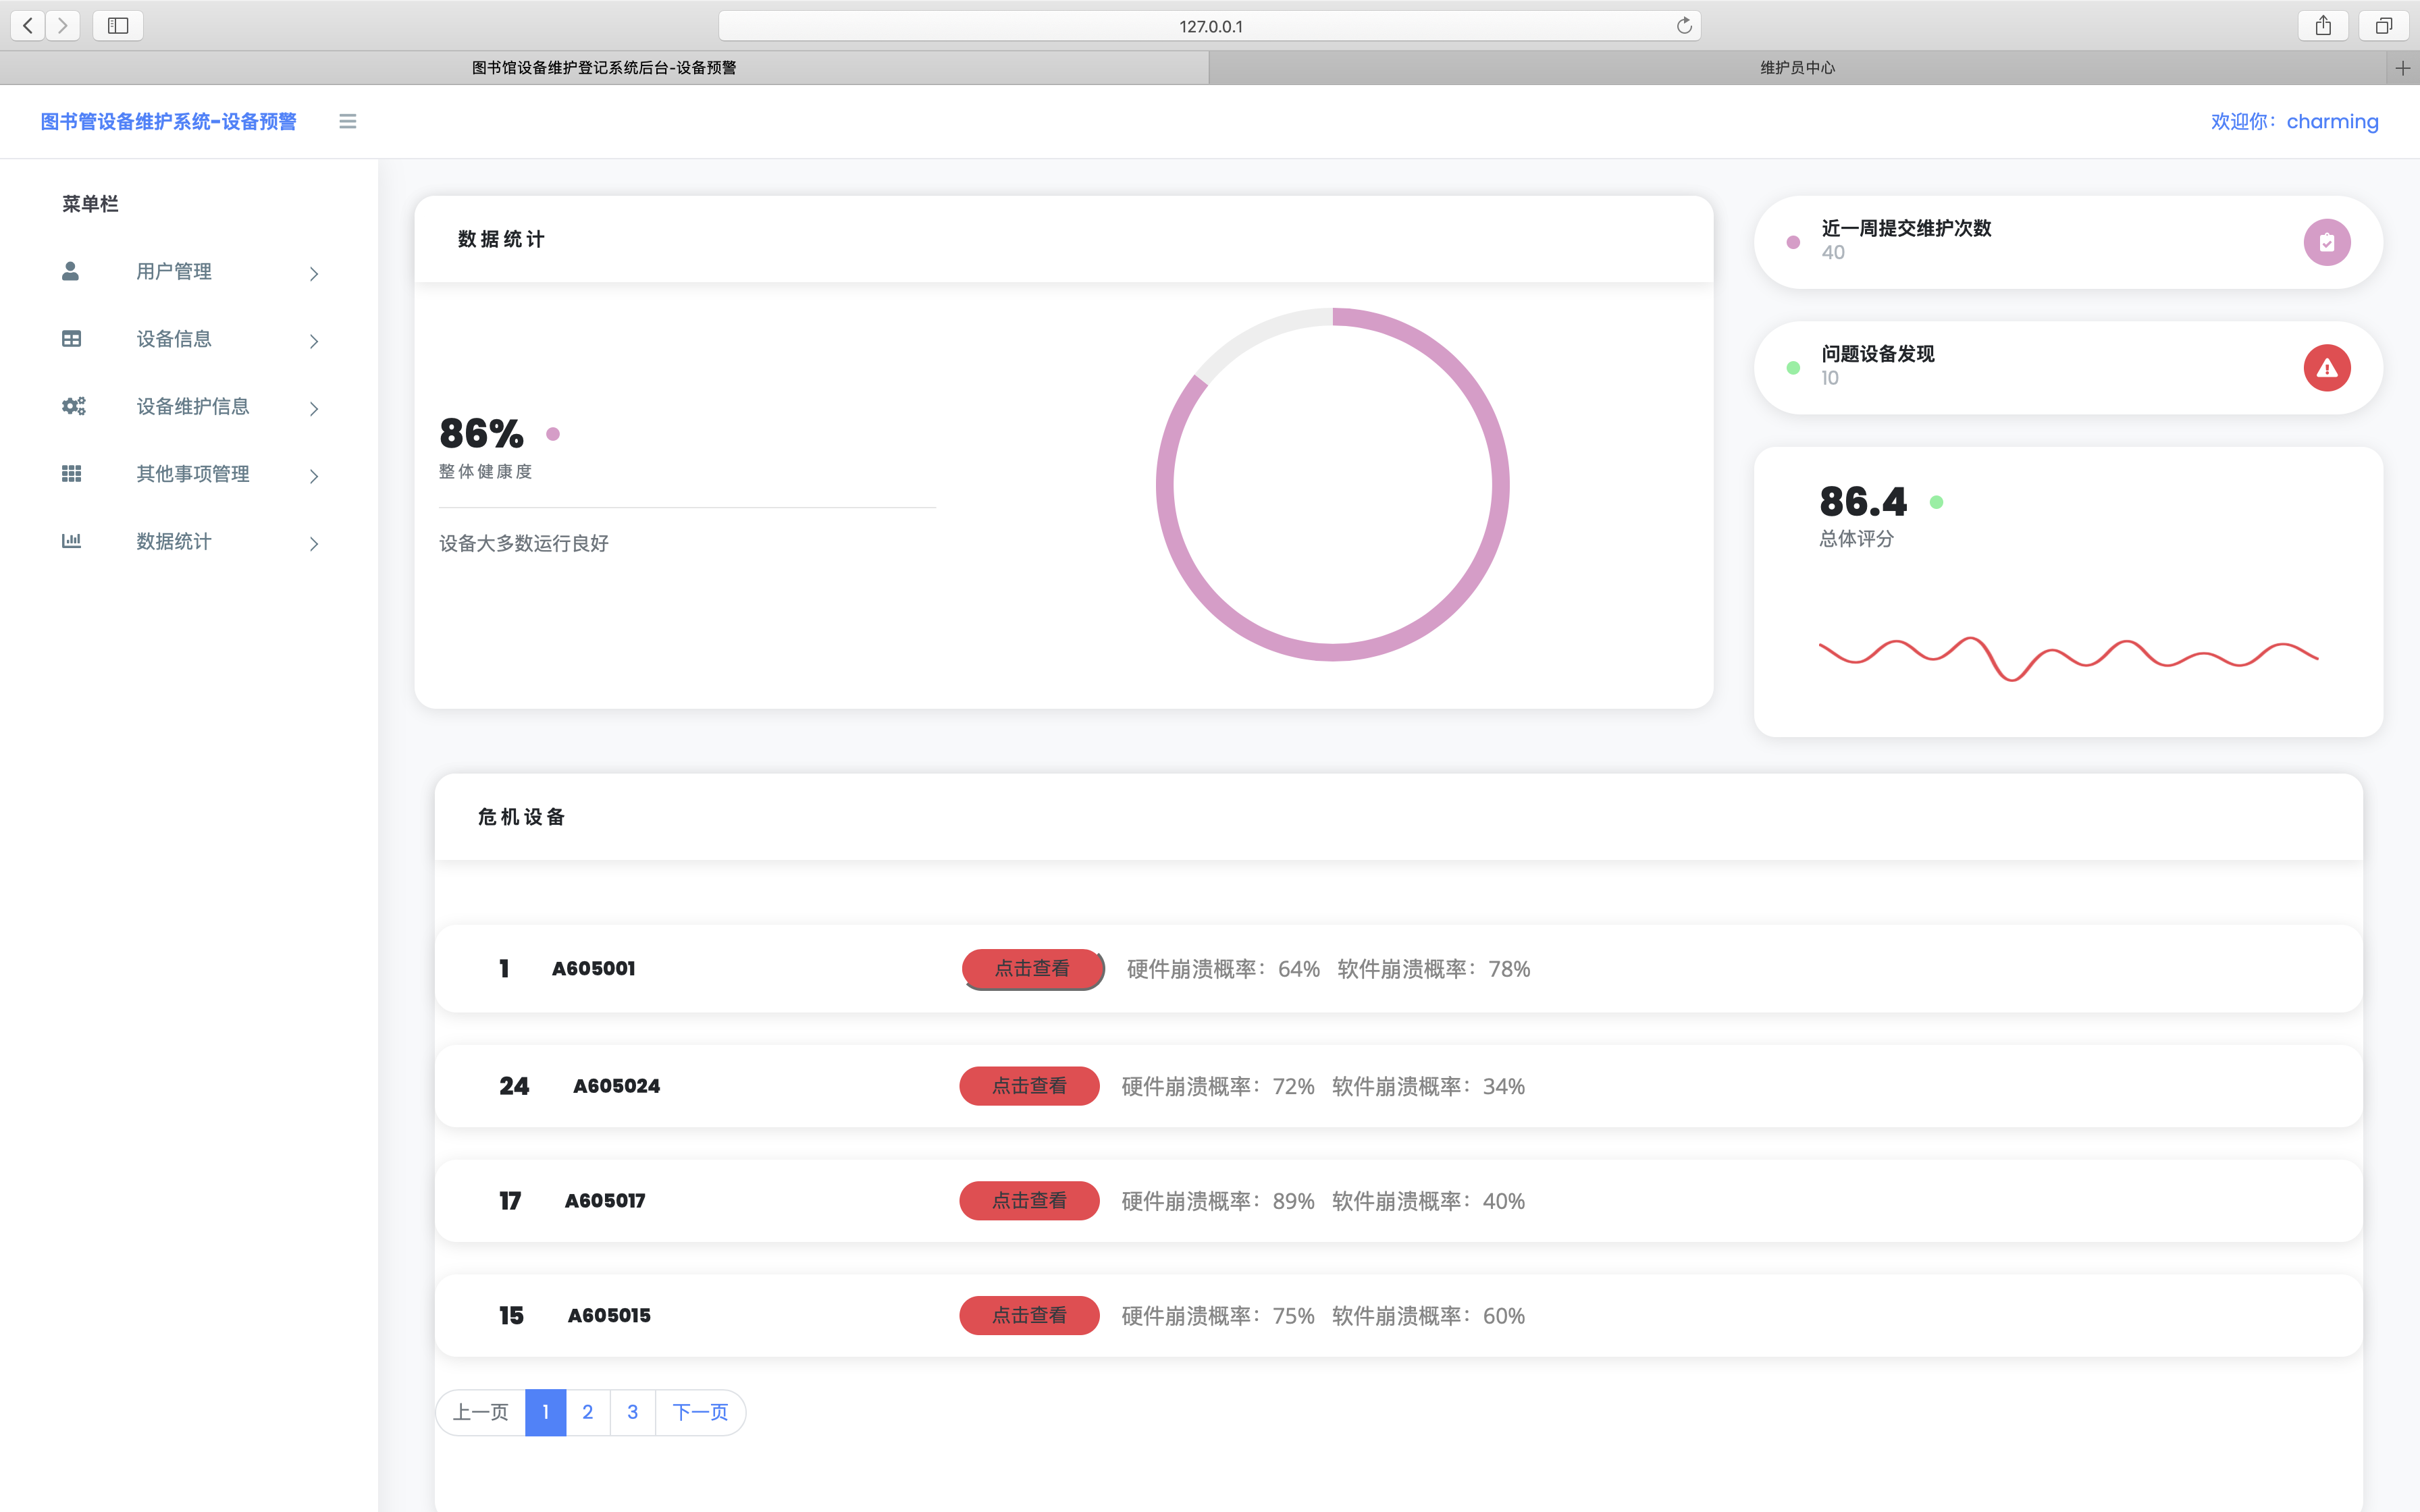 127.0.0.1
图书馆设备维护登记系统后台-设备预警
维护员中心
图书管设备维护系统-设备预警
欢迎你：charming
菜单栏
用户管理
设备信息
设备维护信息
其他事项管理
数据统计
数据统计
86%
整体健康度
设备大多数运行良好
近一周提交维护次数
40
问题设备发现
10
86.4
总体评分
危机设备
1 A605001 点击查看 硬件崩溃概率：64% 软件崩溃概率：78%
24 A605024 点击查看 硬件崩溃概率：72% 软件崩溃概率：34%
17 A605017 点击查看 硬件崩溃概率：89% 软件崩溃概率：40%
15 A605015 点击查看 硬件崩溃概率：75% 软件崩溃概率：60%
上一页 1 2 3 下一页